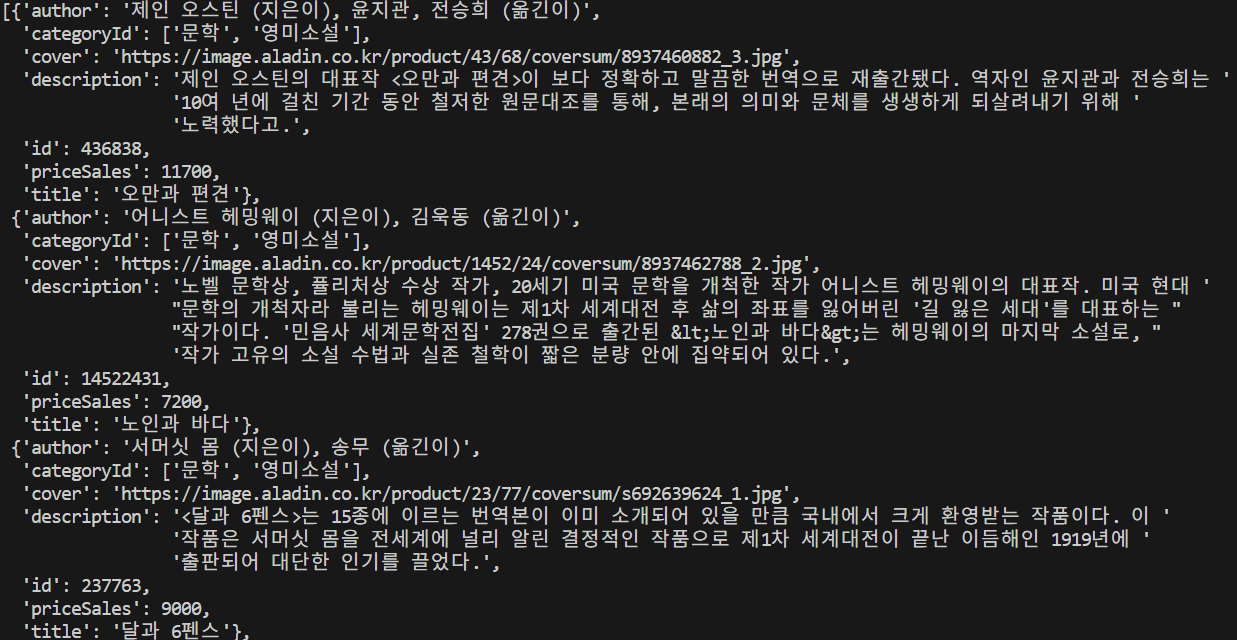 [{'author': '제인 오스틴 (지은이), 윤지관, 전승희 (옮긴이)',
'categoryId': ['문학', '영미소설'],
'cover': 'https://image.aladin.co.kr/product/43/68/coversum/8937460882_3.jpg',
'description': '제인 오스틴의 대표작 <오만과 편견>이 보다 정확하고 말끔한 번역으로 재출간됐다. 역자인 윤지관과 전승희는 '
'10여 년에 걸친 기간 동안 철저한 원문대조를 통해, 본래의 의미와 문체를 생생하게 되살려내기 위해 '
'노력했다고.',
'id': 436838,
'priceSales': 11700,
'title': '오만과 편견'},
{'author': '어니스트 헤밍웨이 (지은이), 김욱동 (옮긴이)',
'categoryId': ['문학', '영미소설'],
'cover': 'https://image.aladin.co.kr/product/1452/24/coversum/8937462788_2.jpg',
'description': '노벨 문학상, 퓰리처상 수상 작가, 20세기 미국 문학을 개척한 작가 어니스트 헤밍웨이의 대표작. 미국 현대 '
"문학의 개척자라 불리는 헤밍웨이는 제1차 세계대전 후 삶의 좌표를 잃어버린 '길 잃은 세대'를 대표하는 "
"작가이다. '민음사 세계문학전집' 278권으로 출간된 &lt;노인과 바다&gt;는 헤밍웨이의 마지막 소설로, "
'작가 고유의 소설 수법과 실존 철학이 짧은 분량 안에 집약되어 있다.',
'id': 14522431,
'priceSales': 7200,
'title': '노인과 바다'},
{'author': '서머싯 몸 (지은이), 송무 (옮긴이)',
'categoryId': ['문학', '영미소설'],
'cover': 'https://image.aladin.co.kr/product/23/77/coversum/s692639624_1.jpg',
'description': '<달과 6펜스>는 15종에 이르는 번역본이 이미 소개되어 있을 만큼 국내에서 크게 환영받는 작품이다. 이 '
'작품은 서머싯 몸을 전세계에 널리 알린 결정적인 작품으로 제1차 세계대전이 끝난 이듬해인 1919년에 '
'출판되어 대단한 인기를 끌었다.',
'id': 237763,
'priceSales': 9000,
'title': '달과 6펜스'},